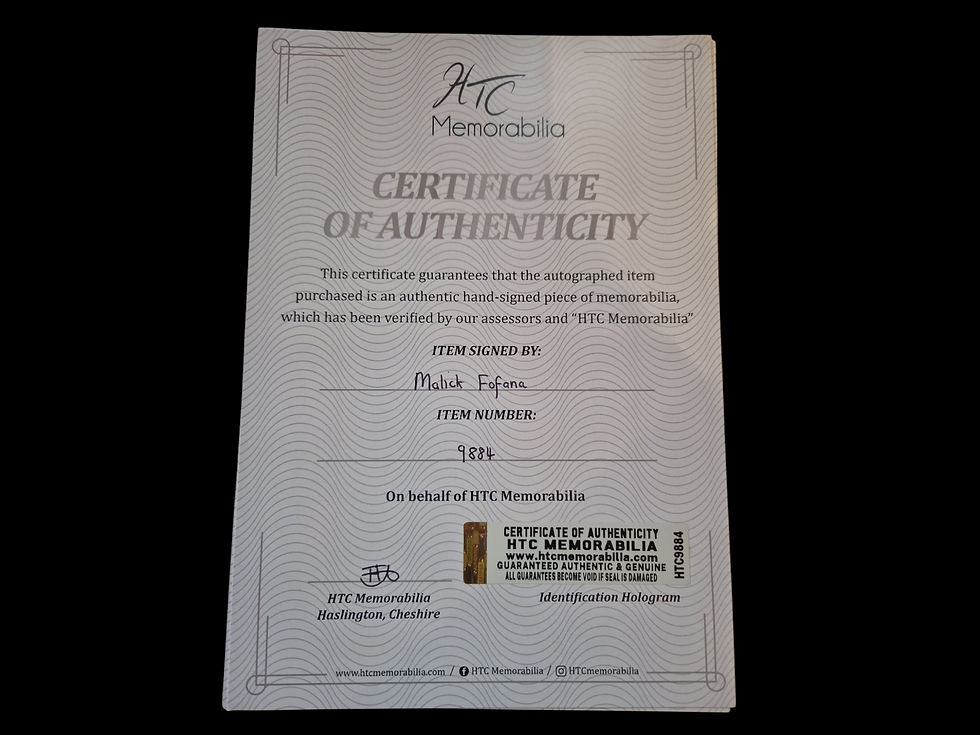 HTC
Memorabilia
CERTIFICATE
OF AUTHENTICITY
This certificate guarantees that the autographed item
purchased is an authentic hand-signed piece of memorabilia,
which has been verified by our assessors and “HTC Memorabilia”
ITEM SIGNED BY:
Malick Fofana
ITEM NUMBER:
9884
On behalf of HTC Memorabilia
CERTIFICATE OF AUTHENTICITY
HTC MEMORABILIA
www.htcmemorabilia.com
GUARANTEED AUTHENTIC & GENUINE
ALL GUARANTEES BECOME VOID IF SEAL IS DAMAGED
HTC9884
HTC Memorabilia
Haslington, Cheshire
Identification Hologram
www.htcmemorabilia.com / HTC Memorabilia / HTCmemorabilia